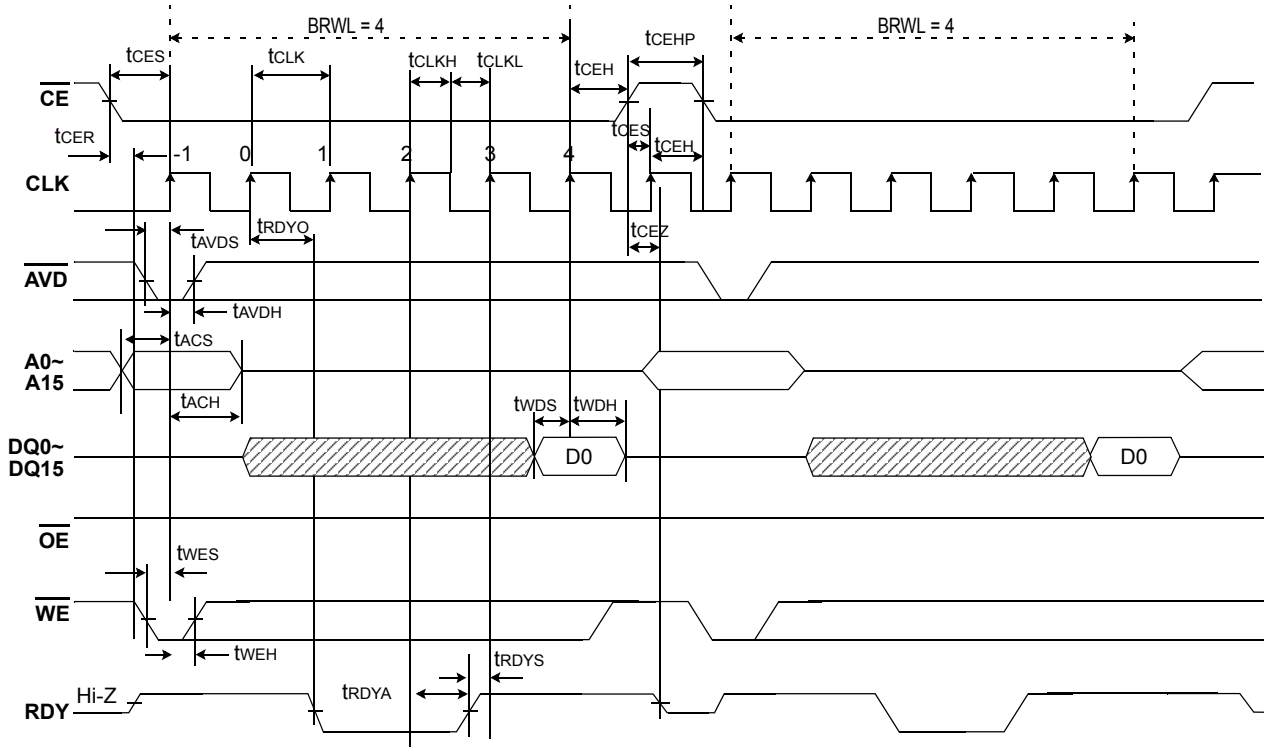 BRWL = 4 BRWL = 4
tCES tCLK tCLKH tCLKL tCEH tCEHP
CE
tCER tCES tCEH
-1 0 1 2 3 4
CLK
tAVDS tRDYO tCEZ
AVD
tAVDH
tACS
A0~
A15
tACH
tWDS tWDH
DQ0~
DQ15
D0 D0
OE
tWES
WE
tWEH
tRDYS
Hi-Z tRDYA
RDY